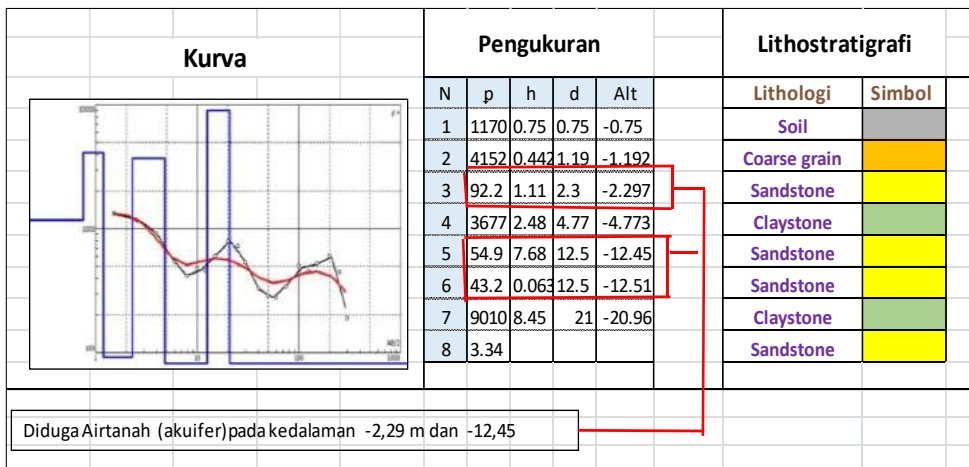 Kurva
Pengukuran
Lithostratigrafi
N ρ h d Alt
Lithologi Simbol
1 1170 0.75 0.75 -0.75
Soil
2 4152 0.442 1.19 -1.192
Coarse grain
3 92.2 1.11 2.3 -2.297
Sandstone
4 3677 2.48 4.77 -4.773
Claystone
5 54.9 7.68 12.5 -12.45
Sandstone
6 43.2 0.063 12.5 -12.51
Sandstone
7 9010 8.45 21 -20.96
Claystone
8 3.34
Sandstone
Diduga Airtanah (akuifer) pada kedalaman -2,29 m dan -12,45